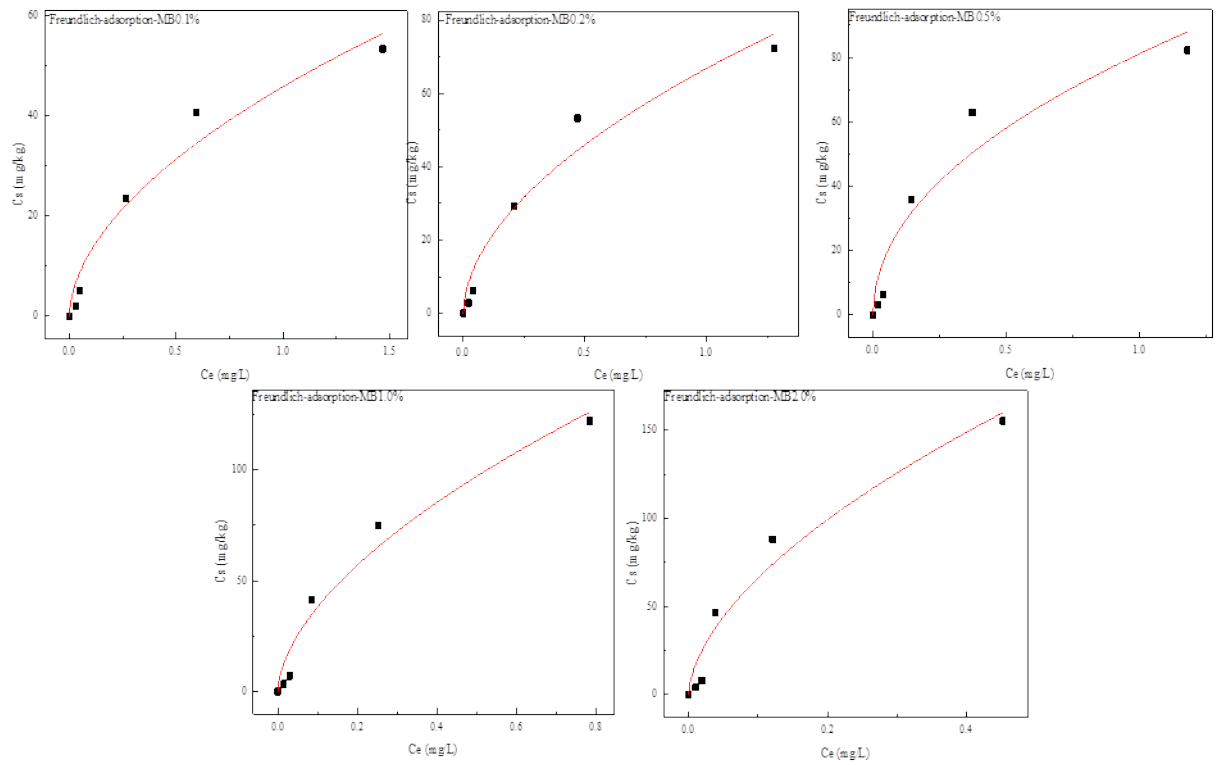 Freundlich-adsorption-MB0.1%
60
40
20
0
Cs (mg/kg)
0.0 0.5 1.0 1.5
Ce (mg/L)
Freundlich-adsorption-MB0.2%
80
60
40
20
0
Cs (mg/kg)
0.0 0.5 1.0
Ce (mg/L)
Freundlich-adsorption-MB0.5%
80
60
40
20
0
Cs (mg/kg)
0.0 0.5 1.0
Ce (mg/L)
Freundlich-adsorption-MB1.0%
100
50
0
Cs (mg/kg)
0.0 0.2 0.4 0.6 0.8
Ce (mg/L)
Freundlich-adsorption-MB2.0%
150
100
50
0
Cs (mg/kg)
0.0 0.2 0.4
Ce (mg/L)